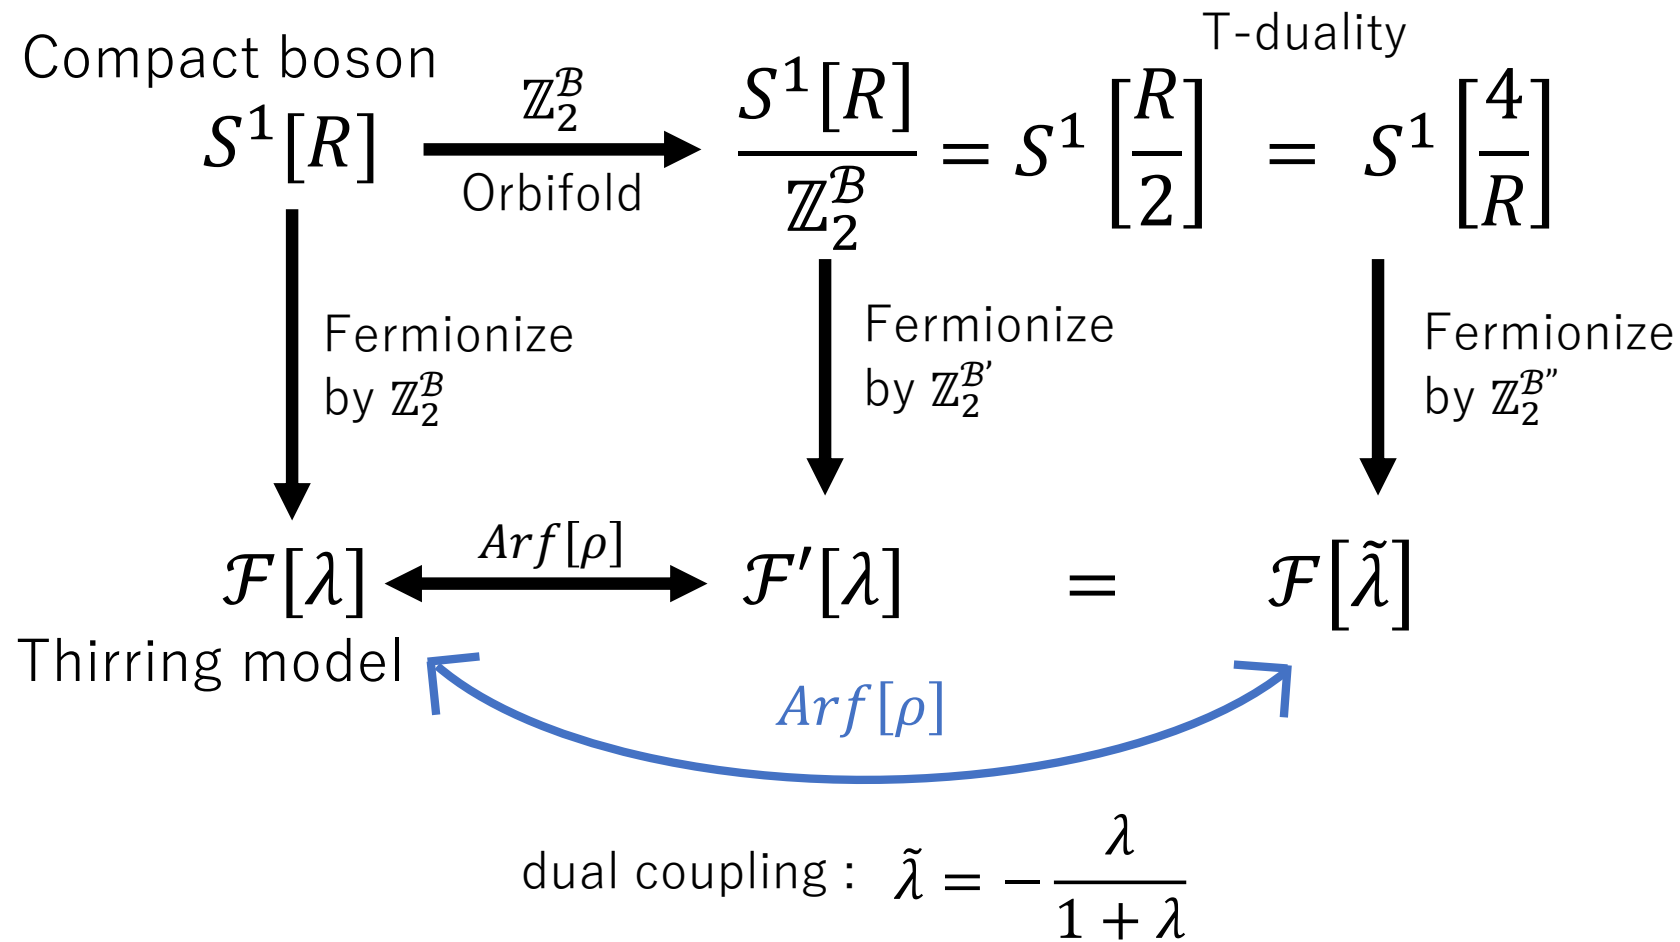 T-duality
Compact boson
S¹[R]
ℤ₂^ℬ
Orbifold
S¹[R] / ℤ₂^ℬ = S¹[R/2] = S¹[4/R]
Fermionize
by ℤ₂^ℬ
Fermionize
by ℤ₂^ℬ’
Fermionize
by ℤ₂^ℬ”
Arf[ρ]
ℱ[λ]
ℱ′[λ] = ℱ[λ̃]
Thirring model
Arf[ρ]
dual coupling : λ̃ = − λ / (1 + λ)